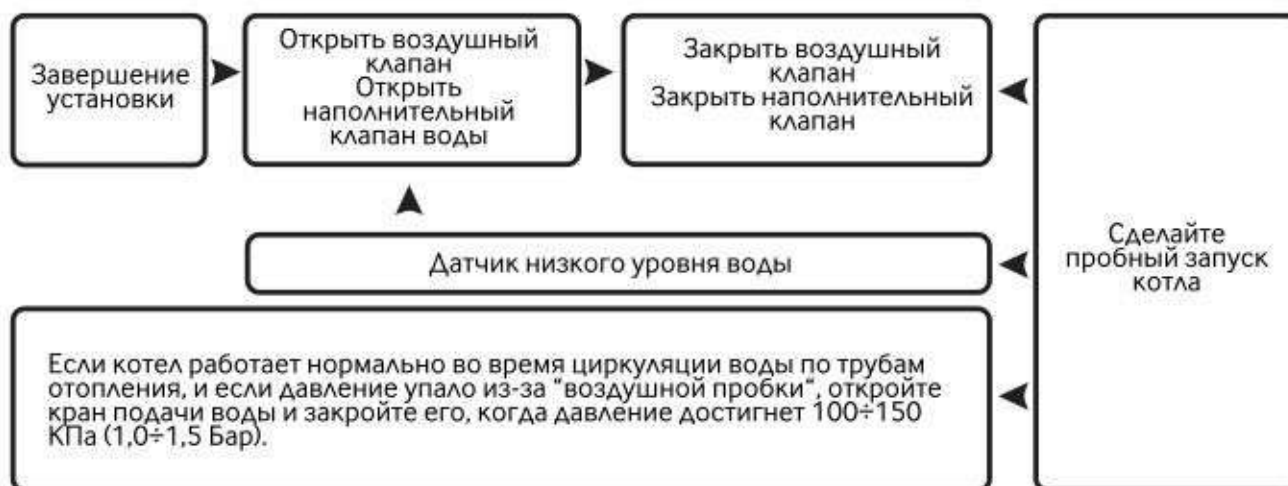 Завершение
установки
Открыть воздушный
клапан
Открыть
наполнительный
клапан воды
Закрыть воздушный
клапан
Закрыть наполнительный
клапан
Датчик низкого уровня воды
Сделайте
пробный запуск
котла
Если котел работает нормально во время циркуляции воды по трубам
отопления, и если давление упало из-за "воздушной пробки", откройте
кран подачи воды и закройте его, когда давление достигнет 100÷150
КПа (1,0÷1,5 Бар).